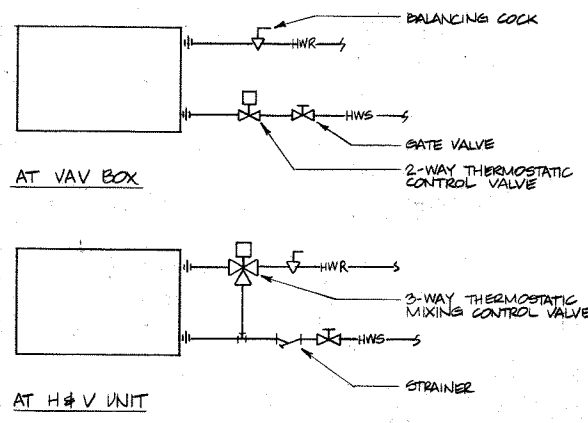 BALANCING COCK
HWR
HWS
GATE VALVE
2-WAY THERMOSTATIC
CONTROL VALVE
AT VAV BOX
HWR
3-WAY THERMOSTATIC
MIXING CONTROL VALVE
HWS
STRAINER
AT H & V UNIT